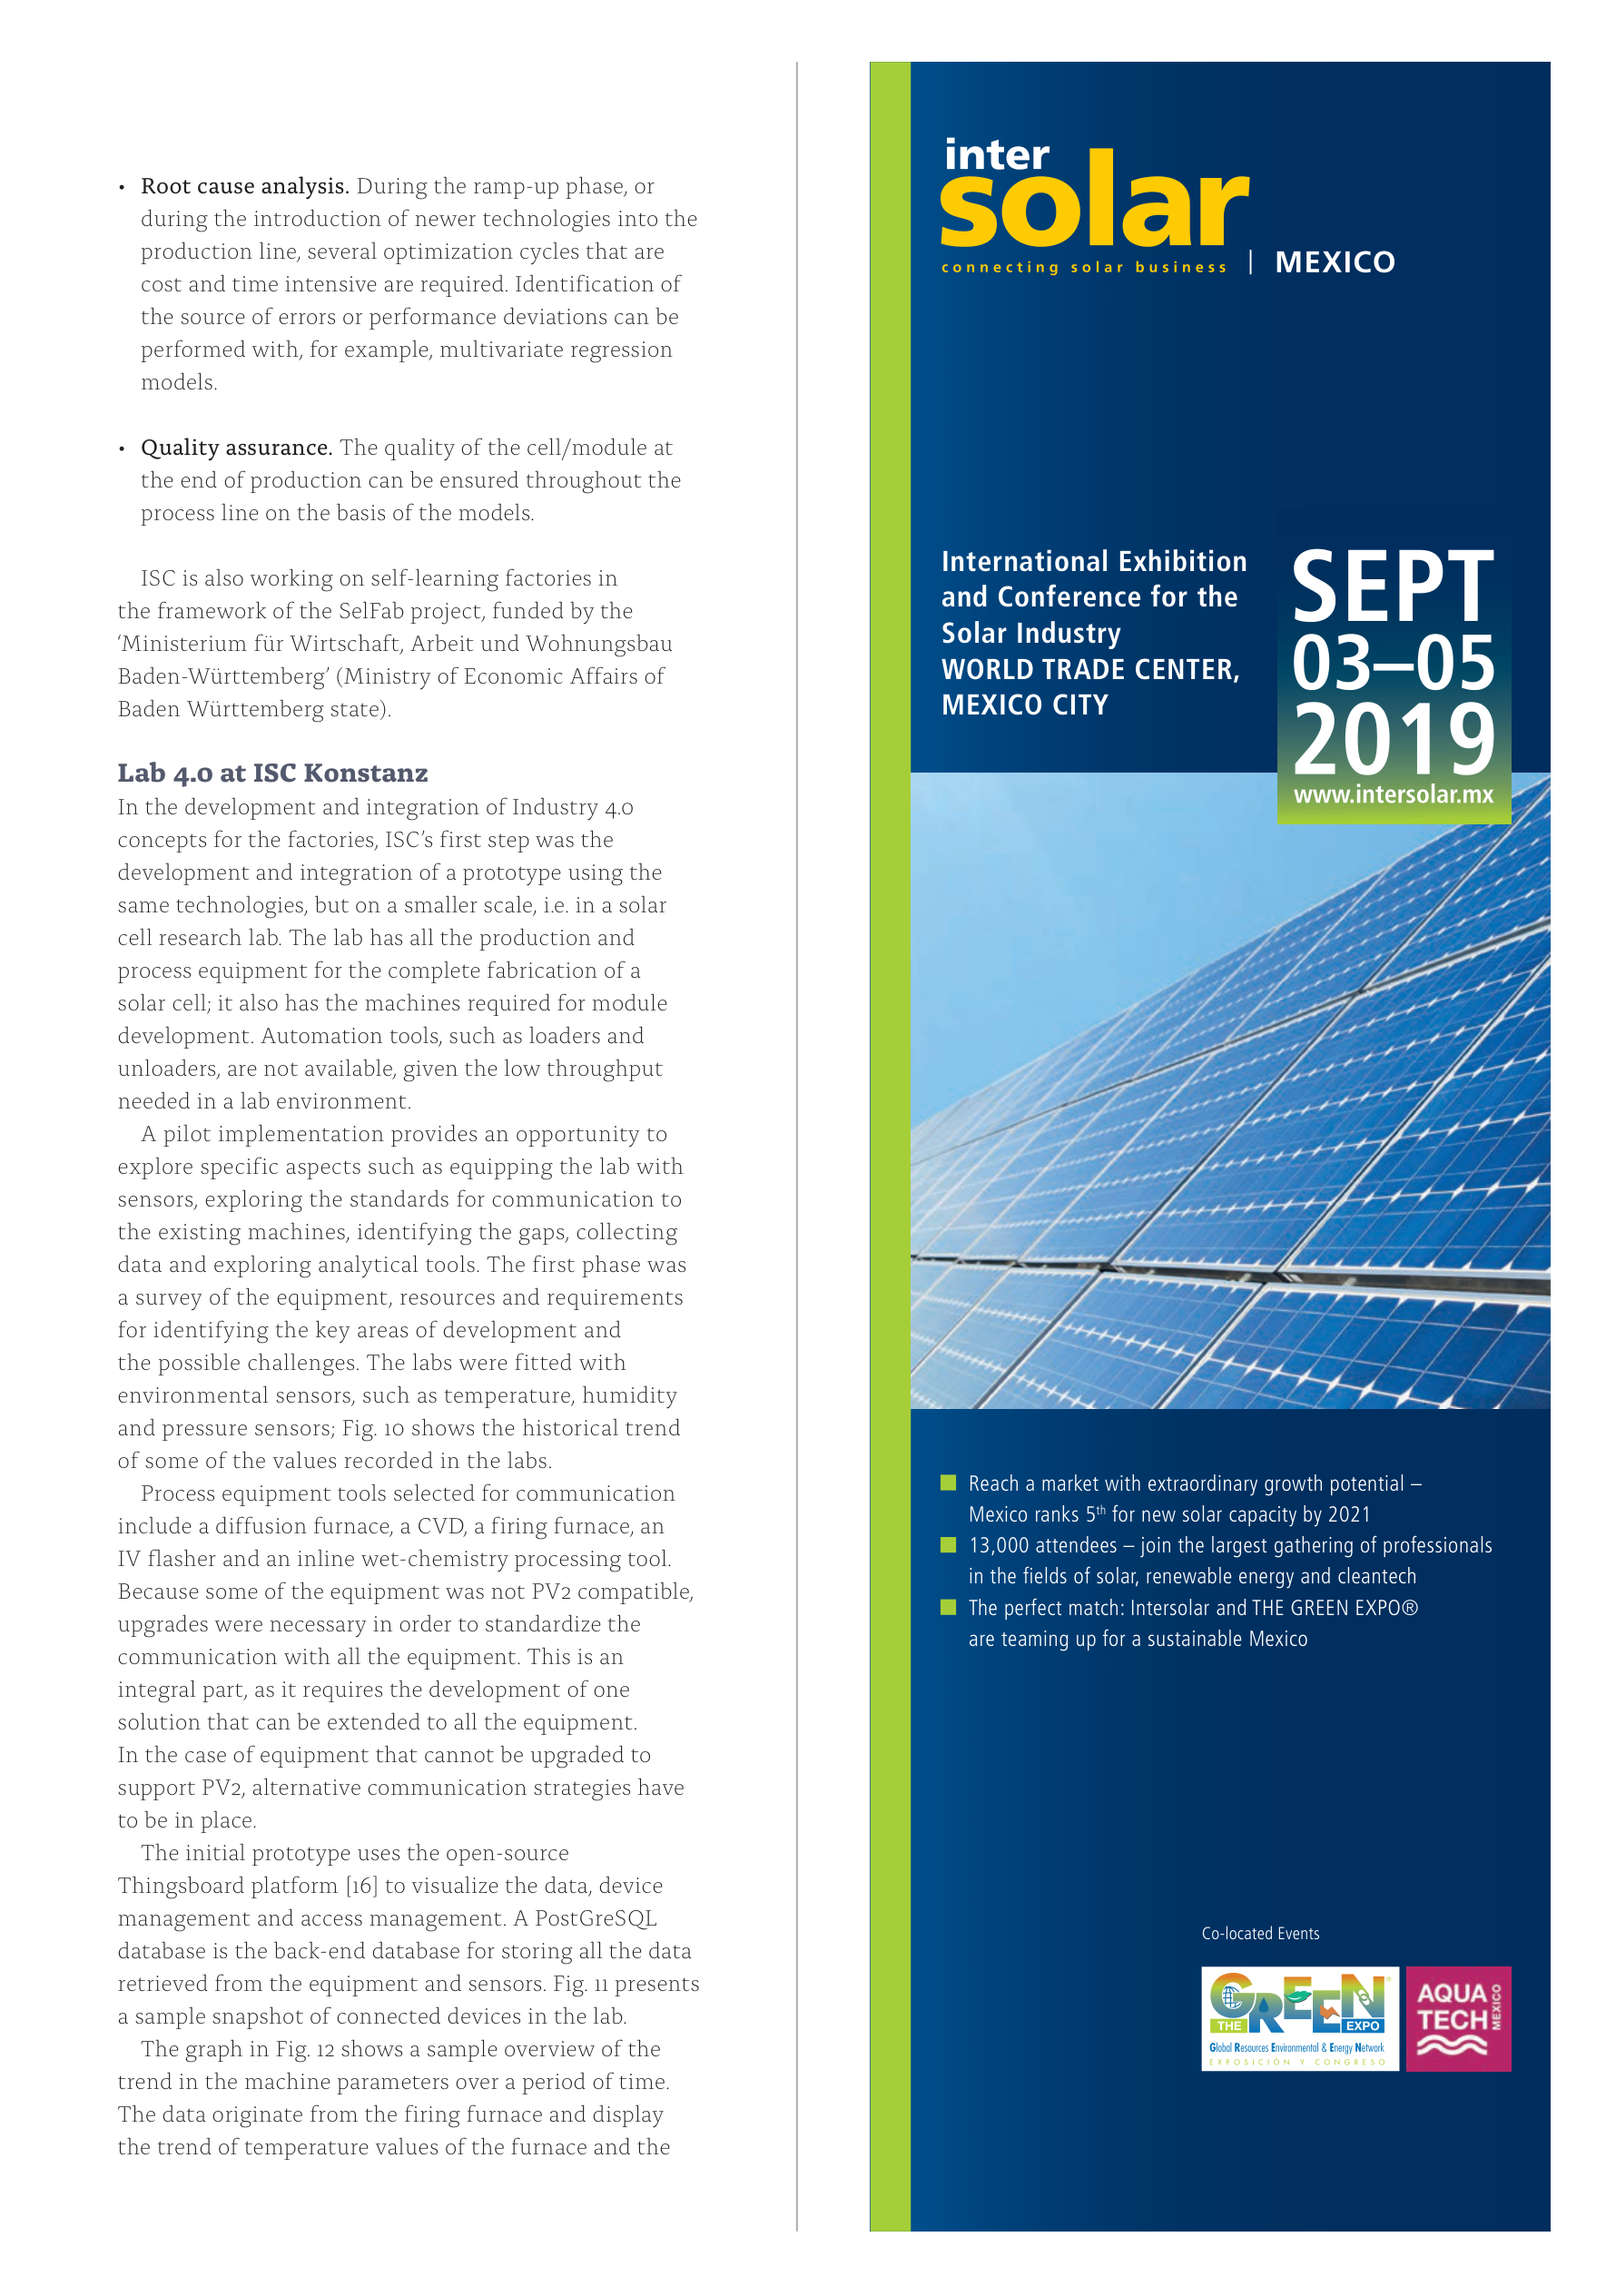 • Root cause analysis. During the ramp-up phase, or
during the introduction of newer technologies into the
production line, several optimization cycles that are
cost and time intensive are required. Identification of
the source of errors or performance deviations can be
performed with, for example, multivariate regression
models.
• Quality assurance. The quality of the cell/module at
the end of production can be ensured throughout the
process line on the basis of the models.
ISC is also working on self-learning factories in
the framework of the SelFab project, funded by the
‘Ministerium für Wirtschaft, Arbeit und Wohnungsbau
Baden-Württemberg’ (Ministry of Economic Affairs of
Baden Württemberg state).
Lab 4.0 at ISC Konstanz
In the development and integration of Industry 4.0
concepts for the factories, ISC’s first step was the
development and integration of a prototype using the
same technologies, but on a smaller scale, i.e. in a solar
cell research lab. The lab has all the production and
process equipment for the complete fabrication of a
solar cell; it also has the machines required for module
development. Automation tools, such as loaders and
unloaders, are not available, given the low throughput
needed in a lab environment.
A pilot implementation provides an opportunity to
explore specific aspects such as equipping the lab with
sensors, exploring the standards for communication to
the existing machines, identifying the gaps, collecting
data and exploring analytical tools. The first phase was
a survey of the equipment, resources and requirements
for identifying the key areas of development and
the possible challenges. The labs were fitted with
environmental sensors, such as temperature, humidity
and pressure sensors; Fig. 10 shows the historical trend
of some of the values recorded in the labs.
Process equipment tools selected for communication
include a diffusion furnace, a CVD, a firing furnace, an
IV flasher and an inline wet-chemistry processing tool.
Because some of the equipment was not PV2 compatible,
upgrades were necessary in order to standardize the
communication with all the equipment. This is an
integral part, as it requires the development of one
solution that can be extended to all the equipment.
In the case of equipment that cannot be upgraded to
support PV2, alternative communication strategies have
to be in place.
The initial prototype uses the open-source
Thingsboard platform [16] to visualize the data, device
management and access management. A PostGreSQL
database is the back-end database for storing all the data
retrieved from the equipment and sensors. Fig. 11 presents
a sample snapshot of connected devices in the lab.
The graph in Fig. 12 shows a sample overview of the
trend in the machine parameters over a period of time.
The data originate from the firing furnace and display
the trend of temperature values of the furnace and the
inter
solar
connecting solar business | MEXICO
International Exhibition
and Conference for the
Solar Industry
WORLD TRADE CENTER,
MEXICO CITY
SEPT
03–05
2019
www.intersolar.mx
Reach a market with extraordinary growth potential –
Mexico ranks 5th for new solar capacity by 2021
13,000 attendees – join the largest gathering of professionals
in the fields of solar, renewable energy and cleantech
The perfect match: Intersolar and THE GREEN EXPO®
are teaming up for a sustainable Mexico
Co-located Events
THE GREEN EXPO®
Global Resources Environmental & Energy Network
EXPOSICIÓN Y CONGRESO
AQUA
TECH
MEXICO